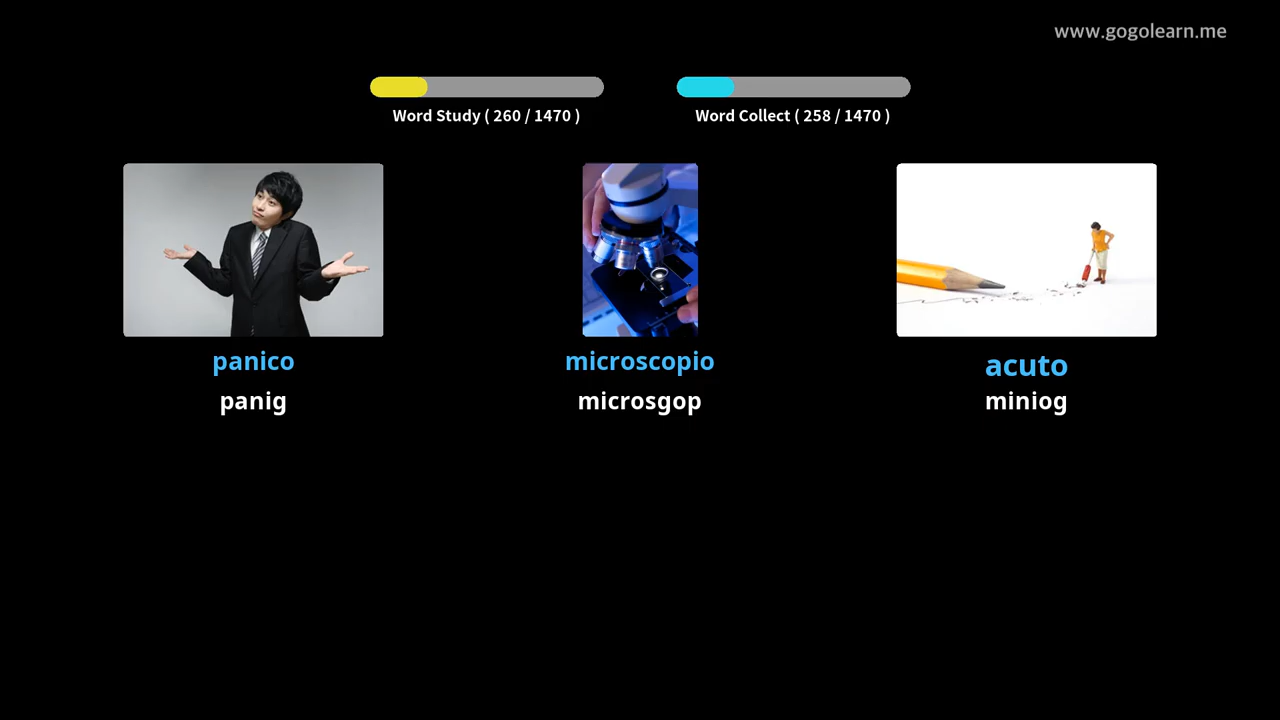 www.gogolearn.me
Word Study ( 260 / 1470 )
Word Collect ( 258 / 1470 )
panico
panig
microscopio
microsgop
acuto
miniog